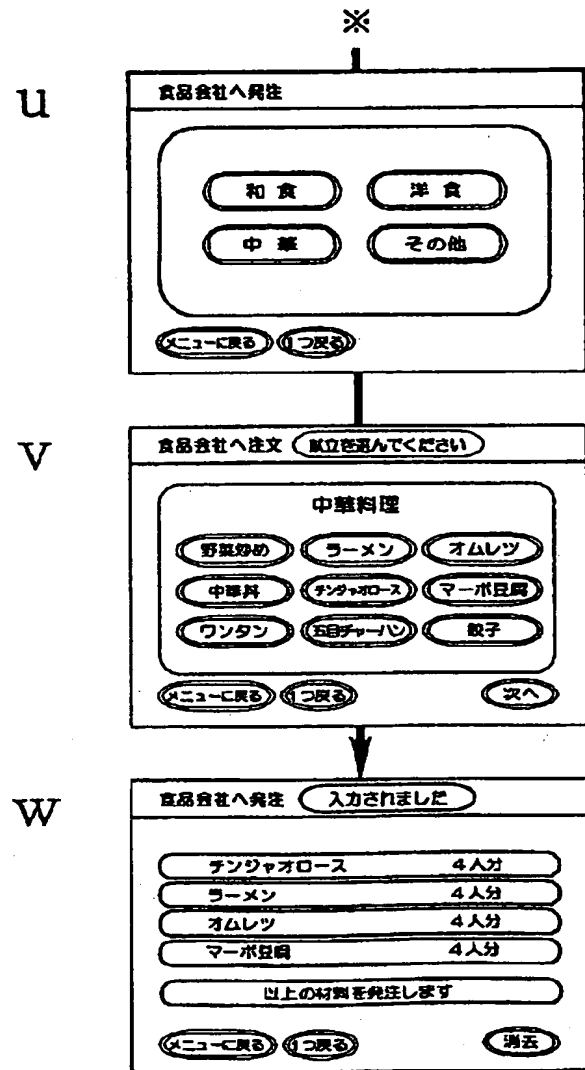 ※
u
食品会社へ発注
和食 洋食
中華 その他
メニューに戻る 1つ戻る
v
食品会社へ注文 献立を選んでください
中華料理
野菜炒め ラーメン オムレツ
中華丼 チンジャオロース マーボ豆腐
ワンタン 五目チャーハン 餃子
メニューに戻る 1つ戻る 次へ
w
食品会社へ発注 入力されました
チンジャオロース 4人分
ラーメン 4人分
オムレツ 4人分
マーボ豆腐 4人分
以上の材料を発注します
メニューに戻る 1つ戻る 消去